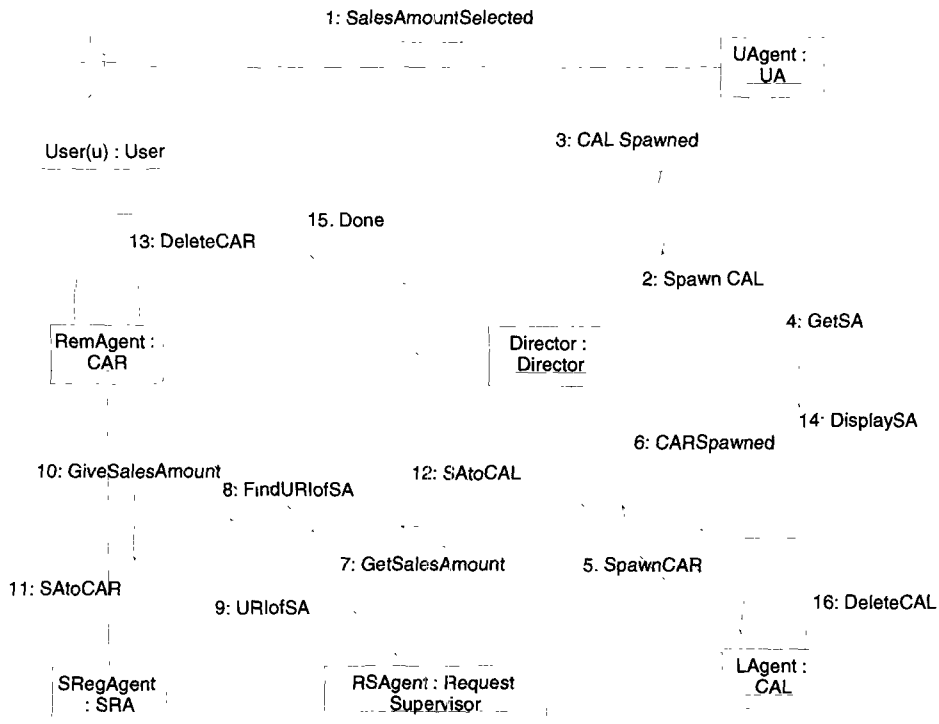 1: SalesAmountSelected
UAgent :
UA
User(u) : User
3: CAL Spawned
15. Done
13: DeleteCAR
2: Spawn CAL
4: GetSA
RemAgent :
CAR
Director :
Director
14: DisplaySA
6: CARSpawned
10: GiveSalesAmount
12: SAtoCAL
8: FindURIofSA
7: GetSalesAmount
5. SpawnCAR
11: SAtoCAR
9: URIofSA
16: DeleteCAL
SRegAgent
: SRA
RSAgent : Request
Supervisor
LAgent :
CAL